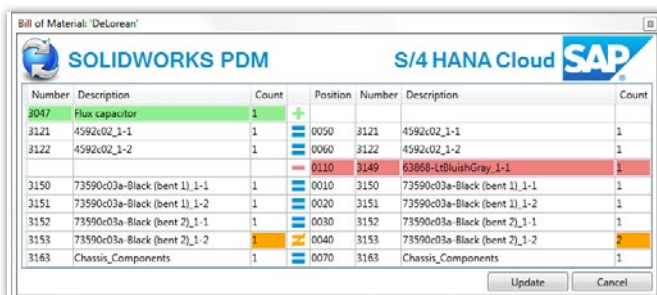 Bill of Material: 'DeLorean'
SOLIDWORKS PDM S/4 HANA Cloud SAP
Number Description Count Position Number Description Count
3047 Flux capacitor 1 +
3121 4592c02_1-1 1 = 0050 3121 4592c02_1-1 1
3122 4592c02_1-2 1 = 0060 3122 4592c02_1-2 1
− 0110 3149 63868-LtBluishGray_1-1 1
3150 73590c03a-Black (bent 1)_1-1 1 = 0010 3150 73590c03a-Black (bent 1)_1-1 1
3151 73590c03a-Black (bent 1)_1-2 1 = 0020 3151 73590c03a-Black (bent 1)_1-2 1
3152 73590c03a-Black (bent 2)_1-1 1 = 0030 3152 73590c03a-Black (bent 2)_1-1 1
3153 73590c03a-Black (bent 2)_1-2 1 ≠ 0040 3153 73590c03a-Black (bent 2)_1-2 2
3163 Chassis_Components 1 = 0070 3163 Chassis_Components 1
Update Cancel